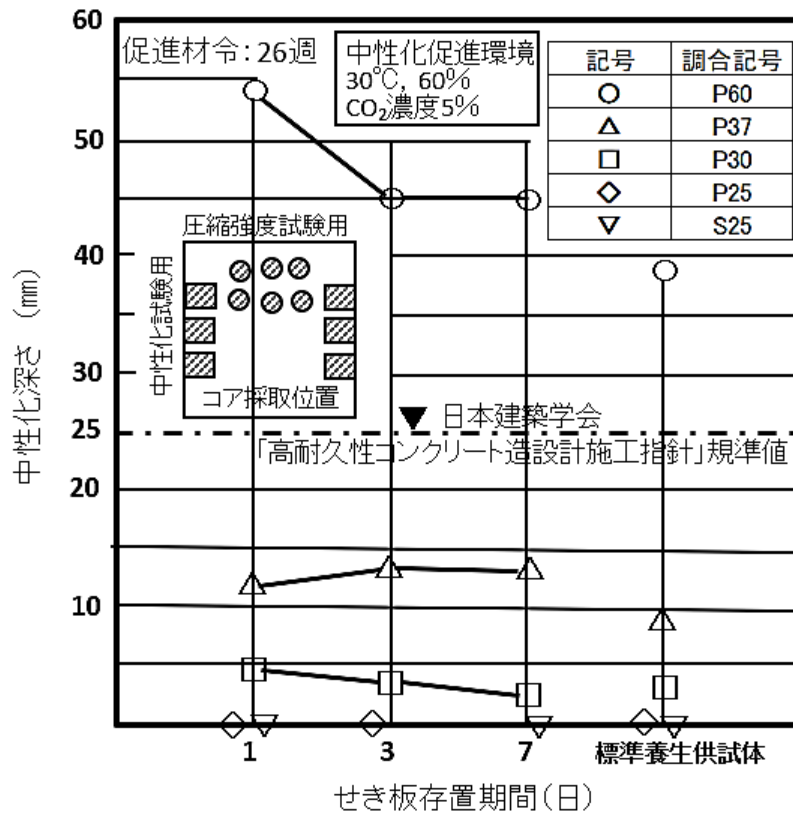 60
促進材令：26週
中性化促進環境
30℃, 60%
CO₂濃度5%
記号 調合記号
○ P60
△ P37
□ P30
◇ P25
▽ S25
50
圧縮強度試験用
中性化試験用
コア採取位置
40
30
▼ 日本建築学会
25
「高耐久性コンクリート造設計施工指針」規準値
20
10
中性化深さ (mm)
1 3 7 標準養生供試体
せき板存置期間(日)